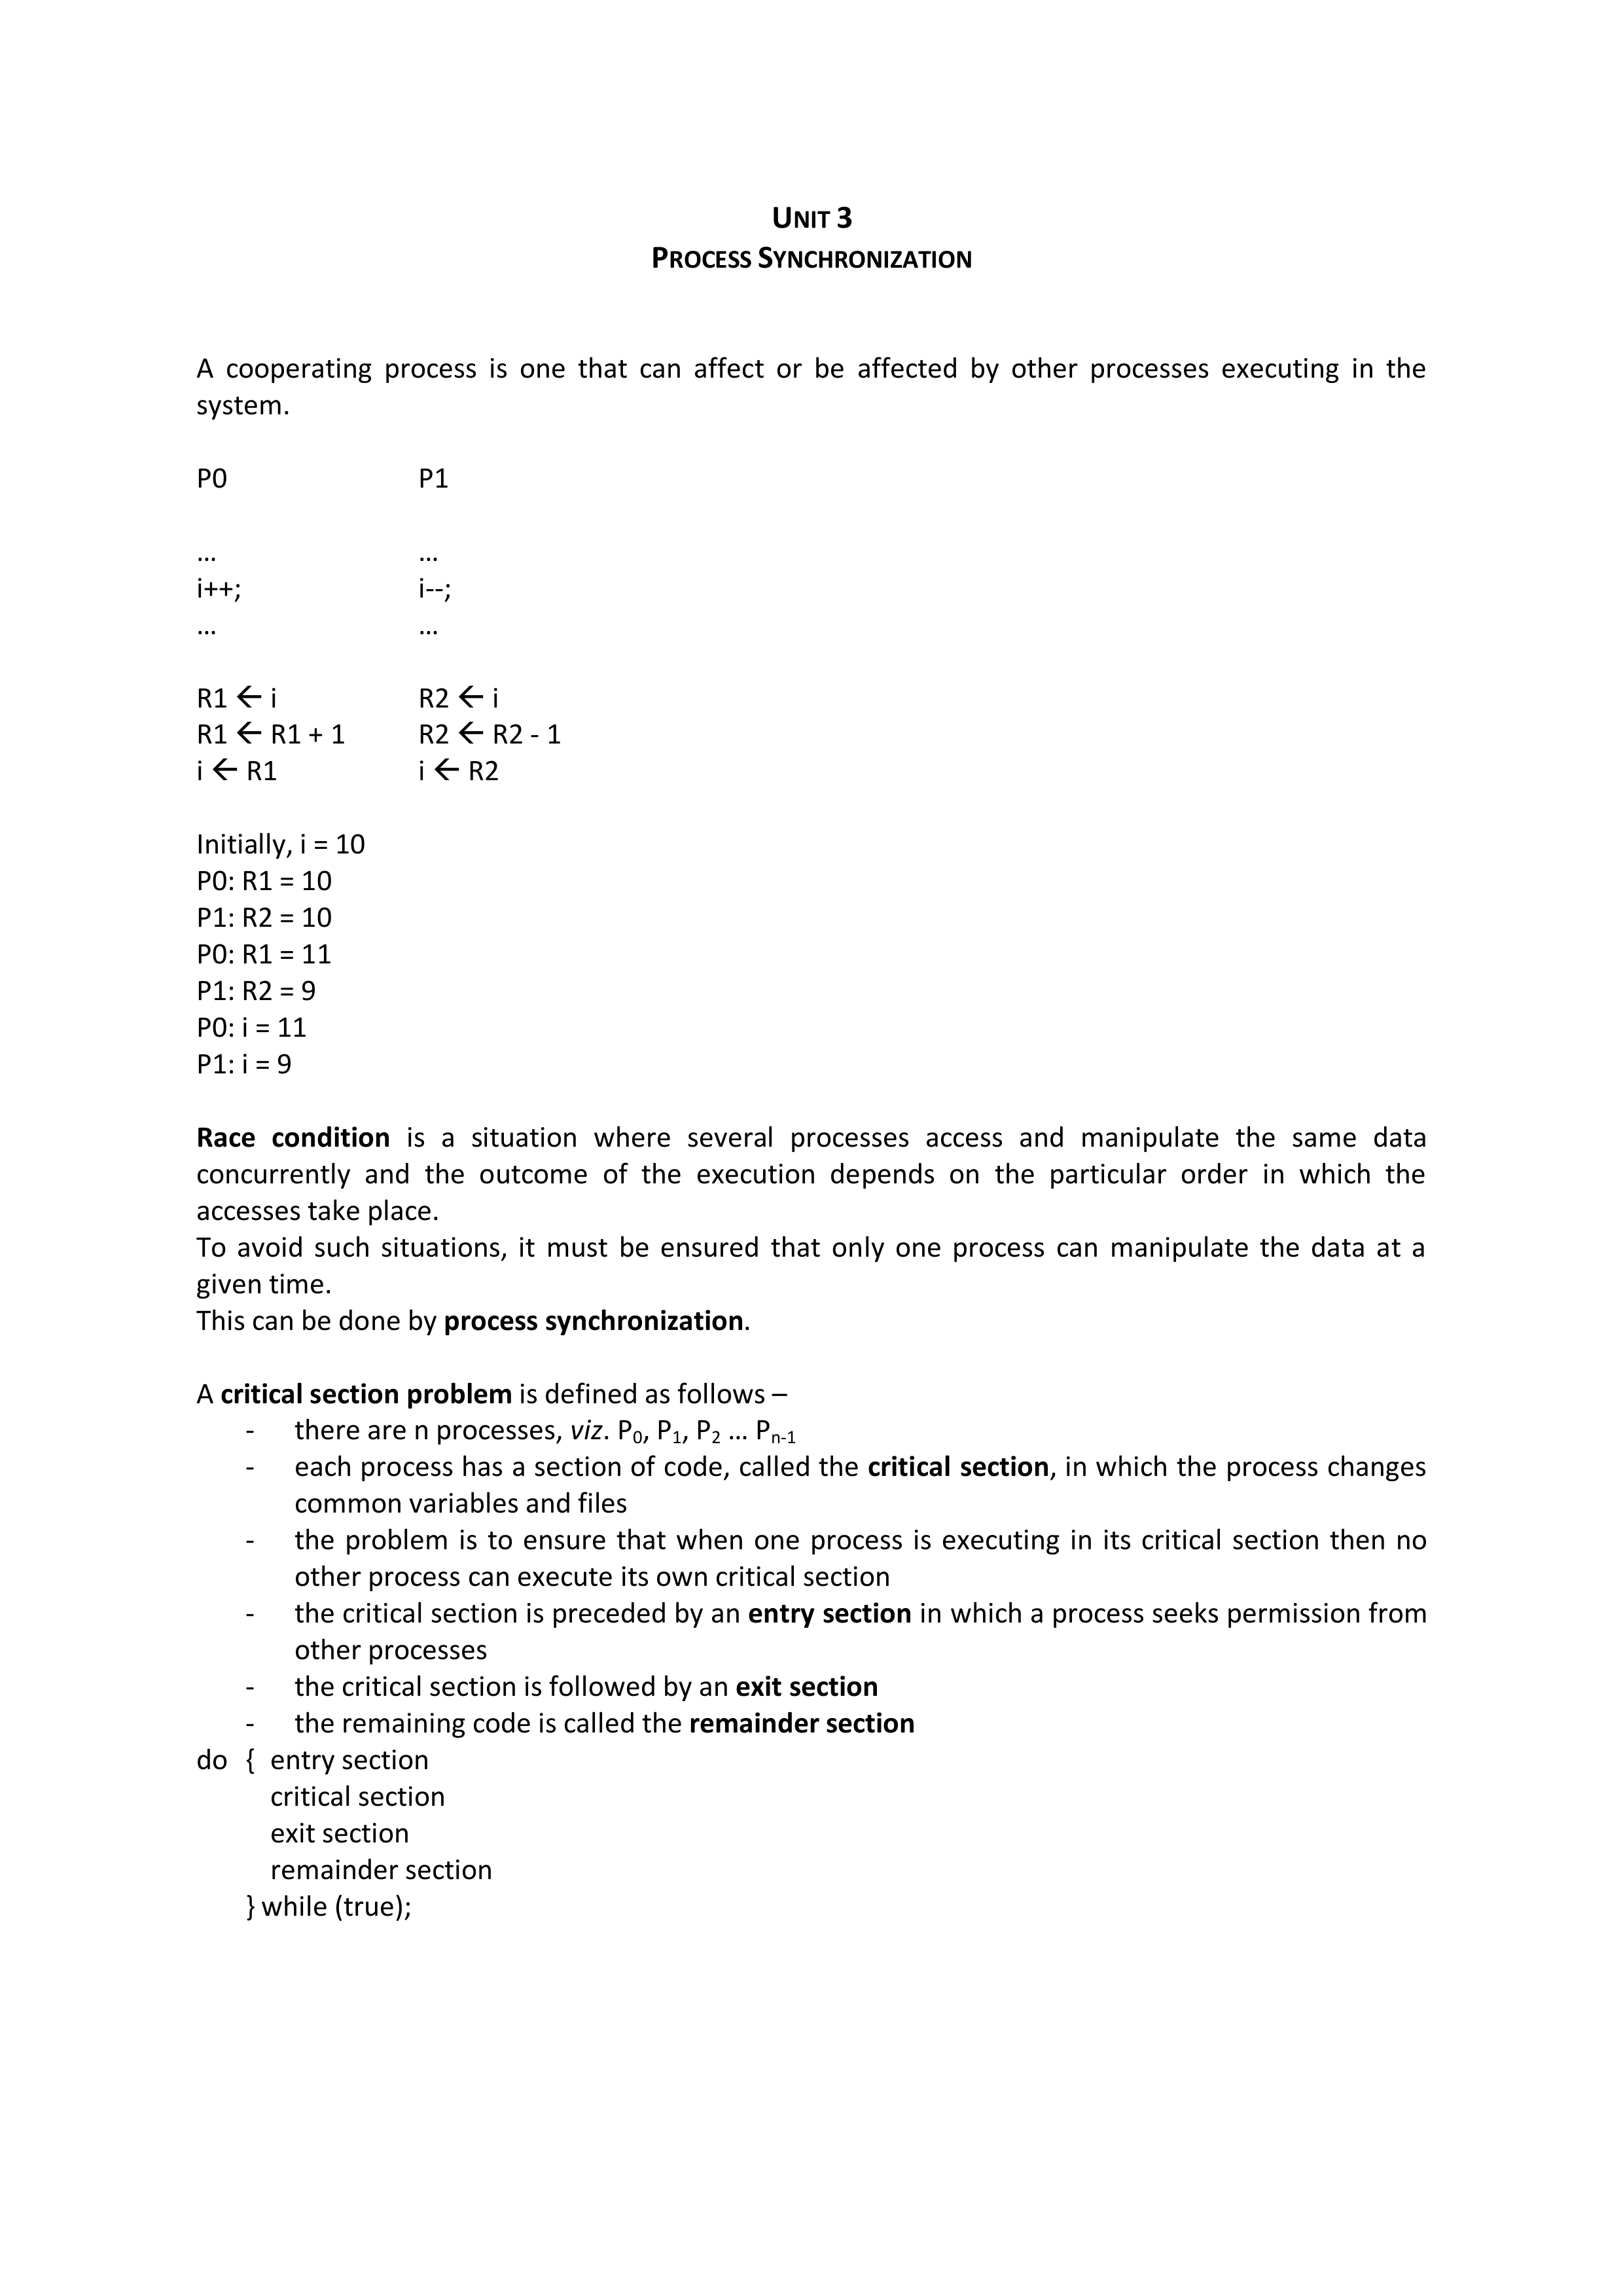 UNIT 3
PROCESS SYNCHRONIZATION
A cooperating process is one that can affect or be affected by other processes executing in the
system.
P0 P1
... ...
i++; i--;
... ...
R1 ← i R2 ← i
R1 ← R1 + 1 R2 ← R2 - 1
i ← R1 i ← R2
Initially, i = 10
P0: R1 = 10
P1: R2 = 10
P0: R1 = 11
P1: R2 = 9
P0: i = 11
P1: i = 9
Race condition is a situation where several processes access and manipulate the same data
concurrently and the outcome of the execution depends on the particular order in which the
accesses take place.
To avoid such situations, it must be ensured that only one process can manipulate the data at a
given time.
This can be done by process synchronization.
A critical section problem is defined as follows –
- there are n processes, viz. P0, P1, P2 ... Pn-1
- each process has a section of code, called the critical section, in which the process changes
common variables and files
- the problem is to ensure that when one process is executing in its critical section then no
other process can execute its own critical section
- the critical section is preceded by an entry section in which a process seeks permission from
other processes
- the critical section is followed by an exit section
- the remaining code is called the remainder section
do { entry section
critical section
exit section
remainder section
} while (true);